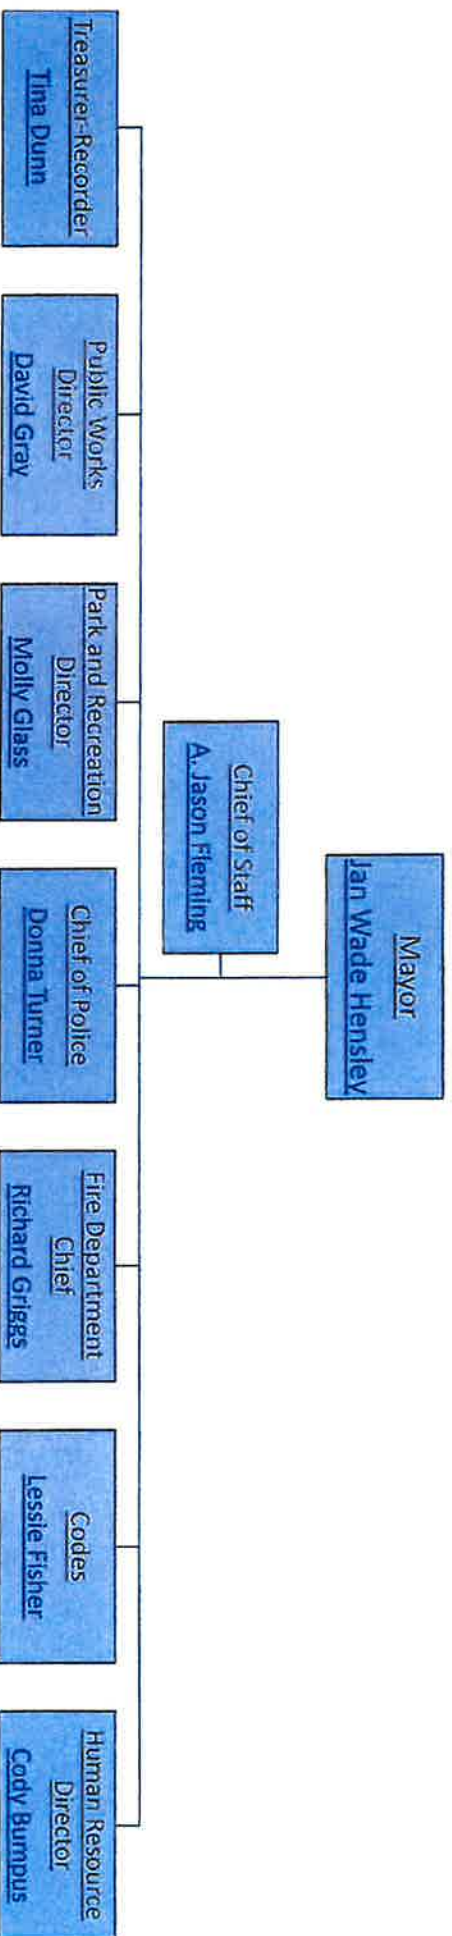 Mayor
Jan Wade Hensley
Chief of Staff
A. Jason Fleming
Treasurer-Recorder
Tina Dunn
Public Works
Director
David Gray
Park and Recreation
Director
Molly Glass
Chief of Police
Donna Turner
Fire Department
Chief
Richard Griggs
Codes
Lessie Fisher
Human Resource
Director
Cody Bumpus